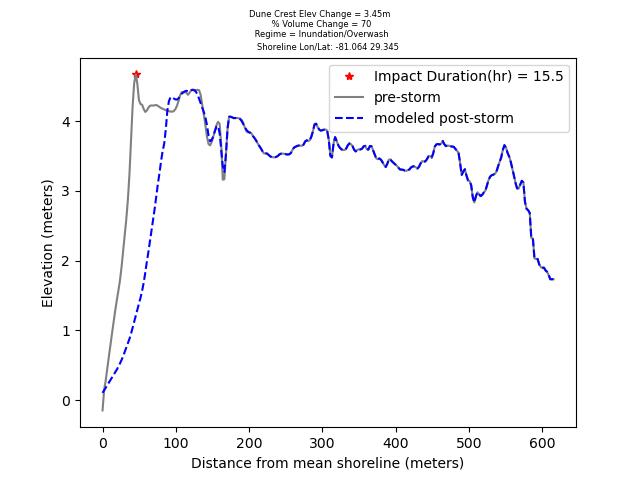 Dune Crest Elev Change = 3.45m
% Volume Change = 70
Regime = Inundation/Overwash
Shoreline Lon/Lat: -81.064 29.345
Impact Duration(hr) = 15.5
pre-storm
modeled post-storm
Elevation (meters)
4
3
2
1
0
0 100 200 300 400 500 600
Distance from mean shoreline (meters)